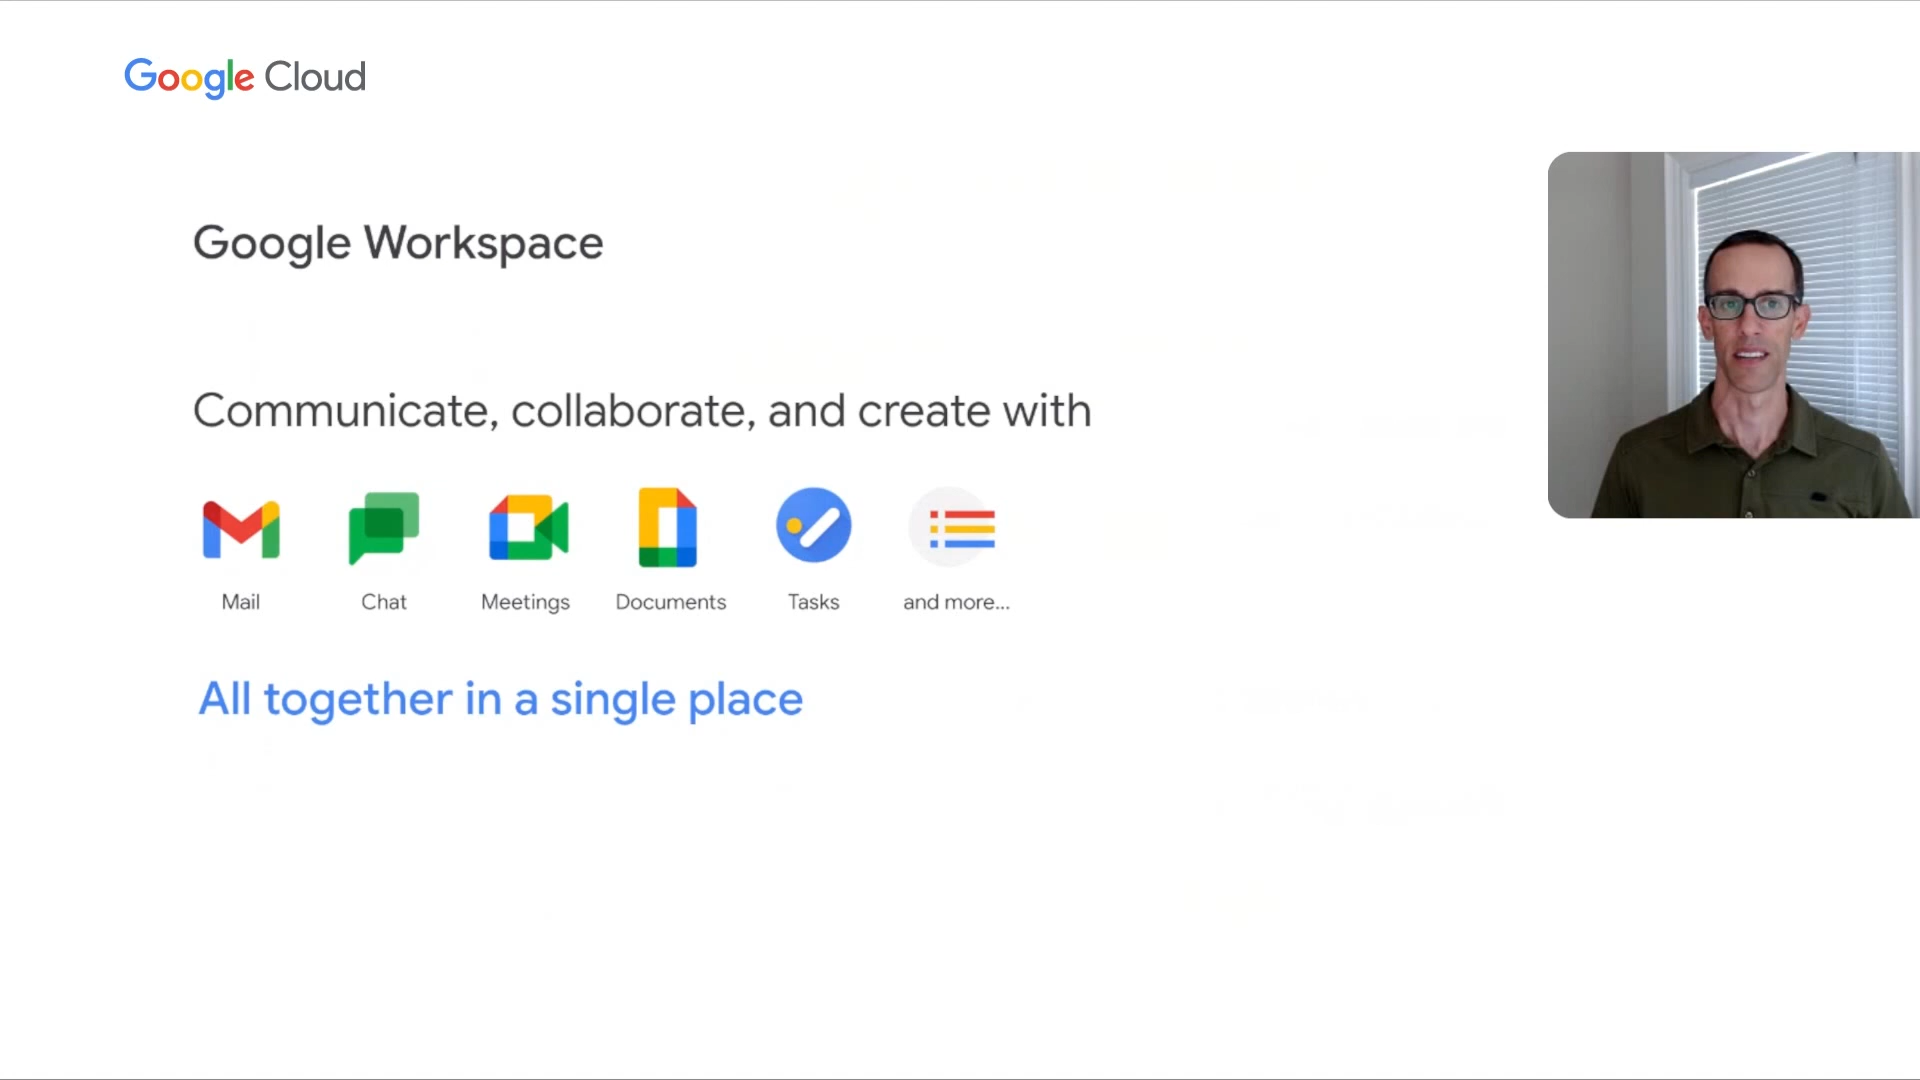 Google Cloud
Google Workspace
Communicate, collaborate, and create with
Mail Chat Meetings Documents Tasks and more...
All together in a single place